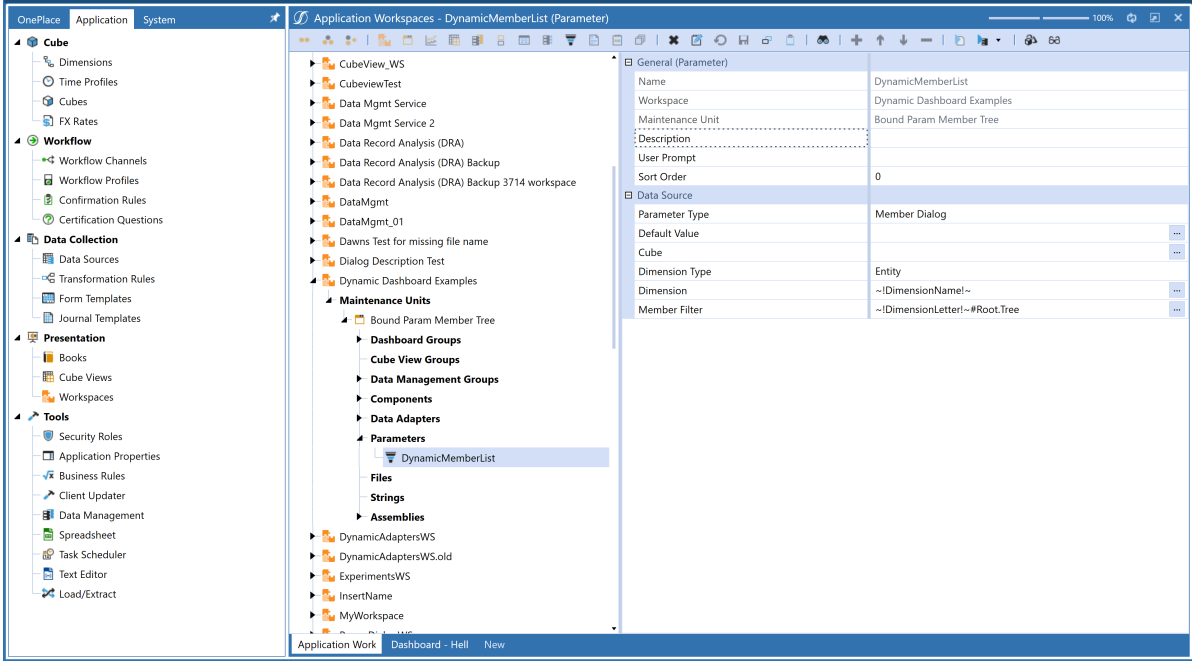 OnePlace Application System
Cube
Dimensions
Time Profiles
Cubes
FX Rates
Workflow
Workflow Channels
Workflow Profiles
Confirmation Rules
Certification Questions
Data Collection
Data Sources
Transformation Rules
Form Templates
Journal Templates
Presentation
Books
Cube Views
Workspaces
Tools
Security Roles
Application Properties
Business Rules
Client Updater
Data Management
Spreadsheet
Task Scheduler
Text Editor
Load/Extract
Application Workspaces - DynamicMemberList (Parameter)
100%
CubeView_WS
CubeviewTest
Data Mgmt Service
Data Mgmt Service 2
Data Record Analysis (DRA)
Data Record Analysis (DRA) Backup
Data Record Analysis (DRA) Backup 3714 workspace
DataMgmt
DataMgmt_01
Dawns Test for missing file name
Dialog Description Test
Dynamic Dashboard Examples
Maintenance Units
Bound Param Member Tree
Dashboard Groups
Cube View Groups
Data Management Groups
Components
Data Adapters
Parameters
DynamicMemberList
Files
Strings
Assemblies
DynamicAdaptersWS
DynamicAdaptersWS.old
ExperimentsWS
InsertName
MyWorkspace
General (Parameter)
Name DynamicMemberList
Workspace Dynamic Dashboard Examples
Maintenance Unit Bound Param Member Tree
Description
User Prompt
Sort Order 0
Data Source
Parameter Type Member Dialog
Default Value ...
Cube ...
Dimension Type Entity
Dimension ~!DimensionName!~ ...
Member Filter ~!DimensionLetter!~#Root.Tree ...
Application Work Dashboard - Hell New